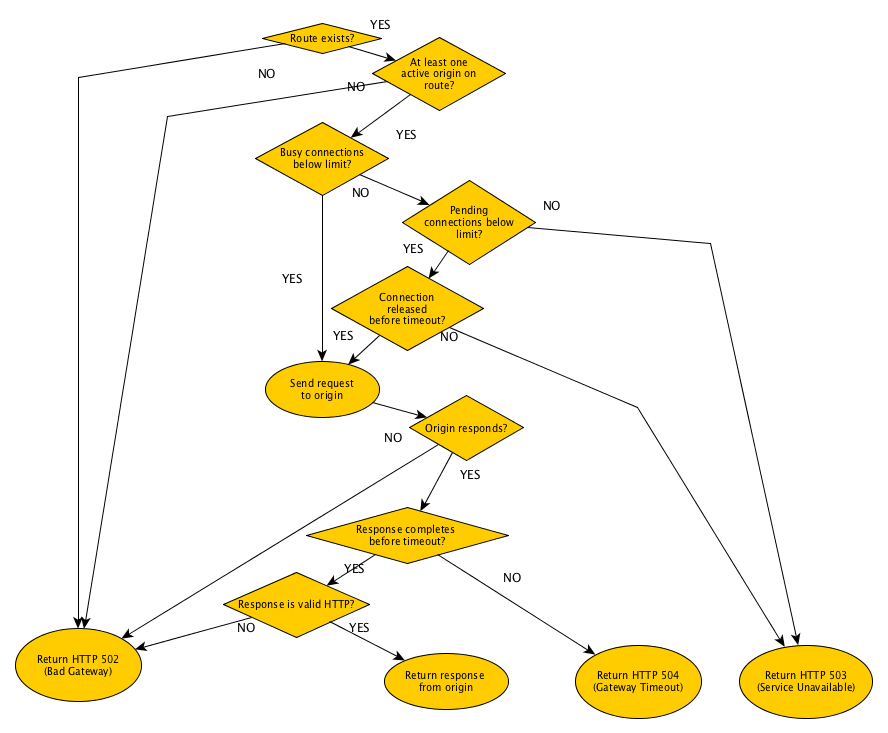 YES
Route exists?
At least one
active origin on
route?
NO
NO
YES
Busy connections
below limit?
NO
Pending
connections below
limit?
NO
YES
YES
Connection
released
before timeout?
YES
NO
Send request
to origin
Origin responds?
NO
YES
Response completes
before timeout?
YES
NO
Response is valid HTTP?
NO
YES
Return HTTP 502
(Bad Gateway)
Return response
from origin
Return HTTP 504
(Gateway Timeout)
Return HTTP 503
(Service Unavailable)